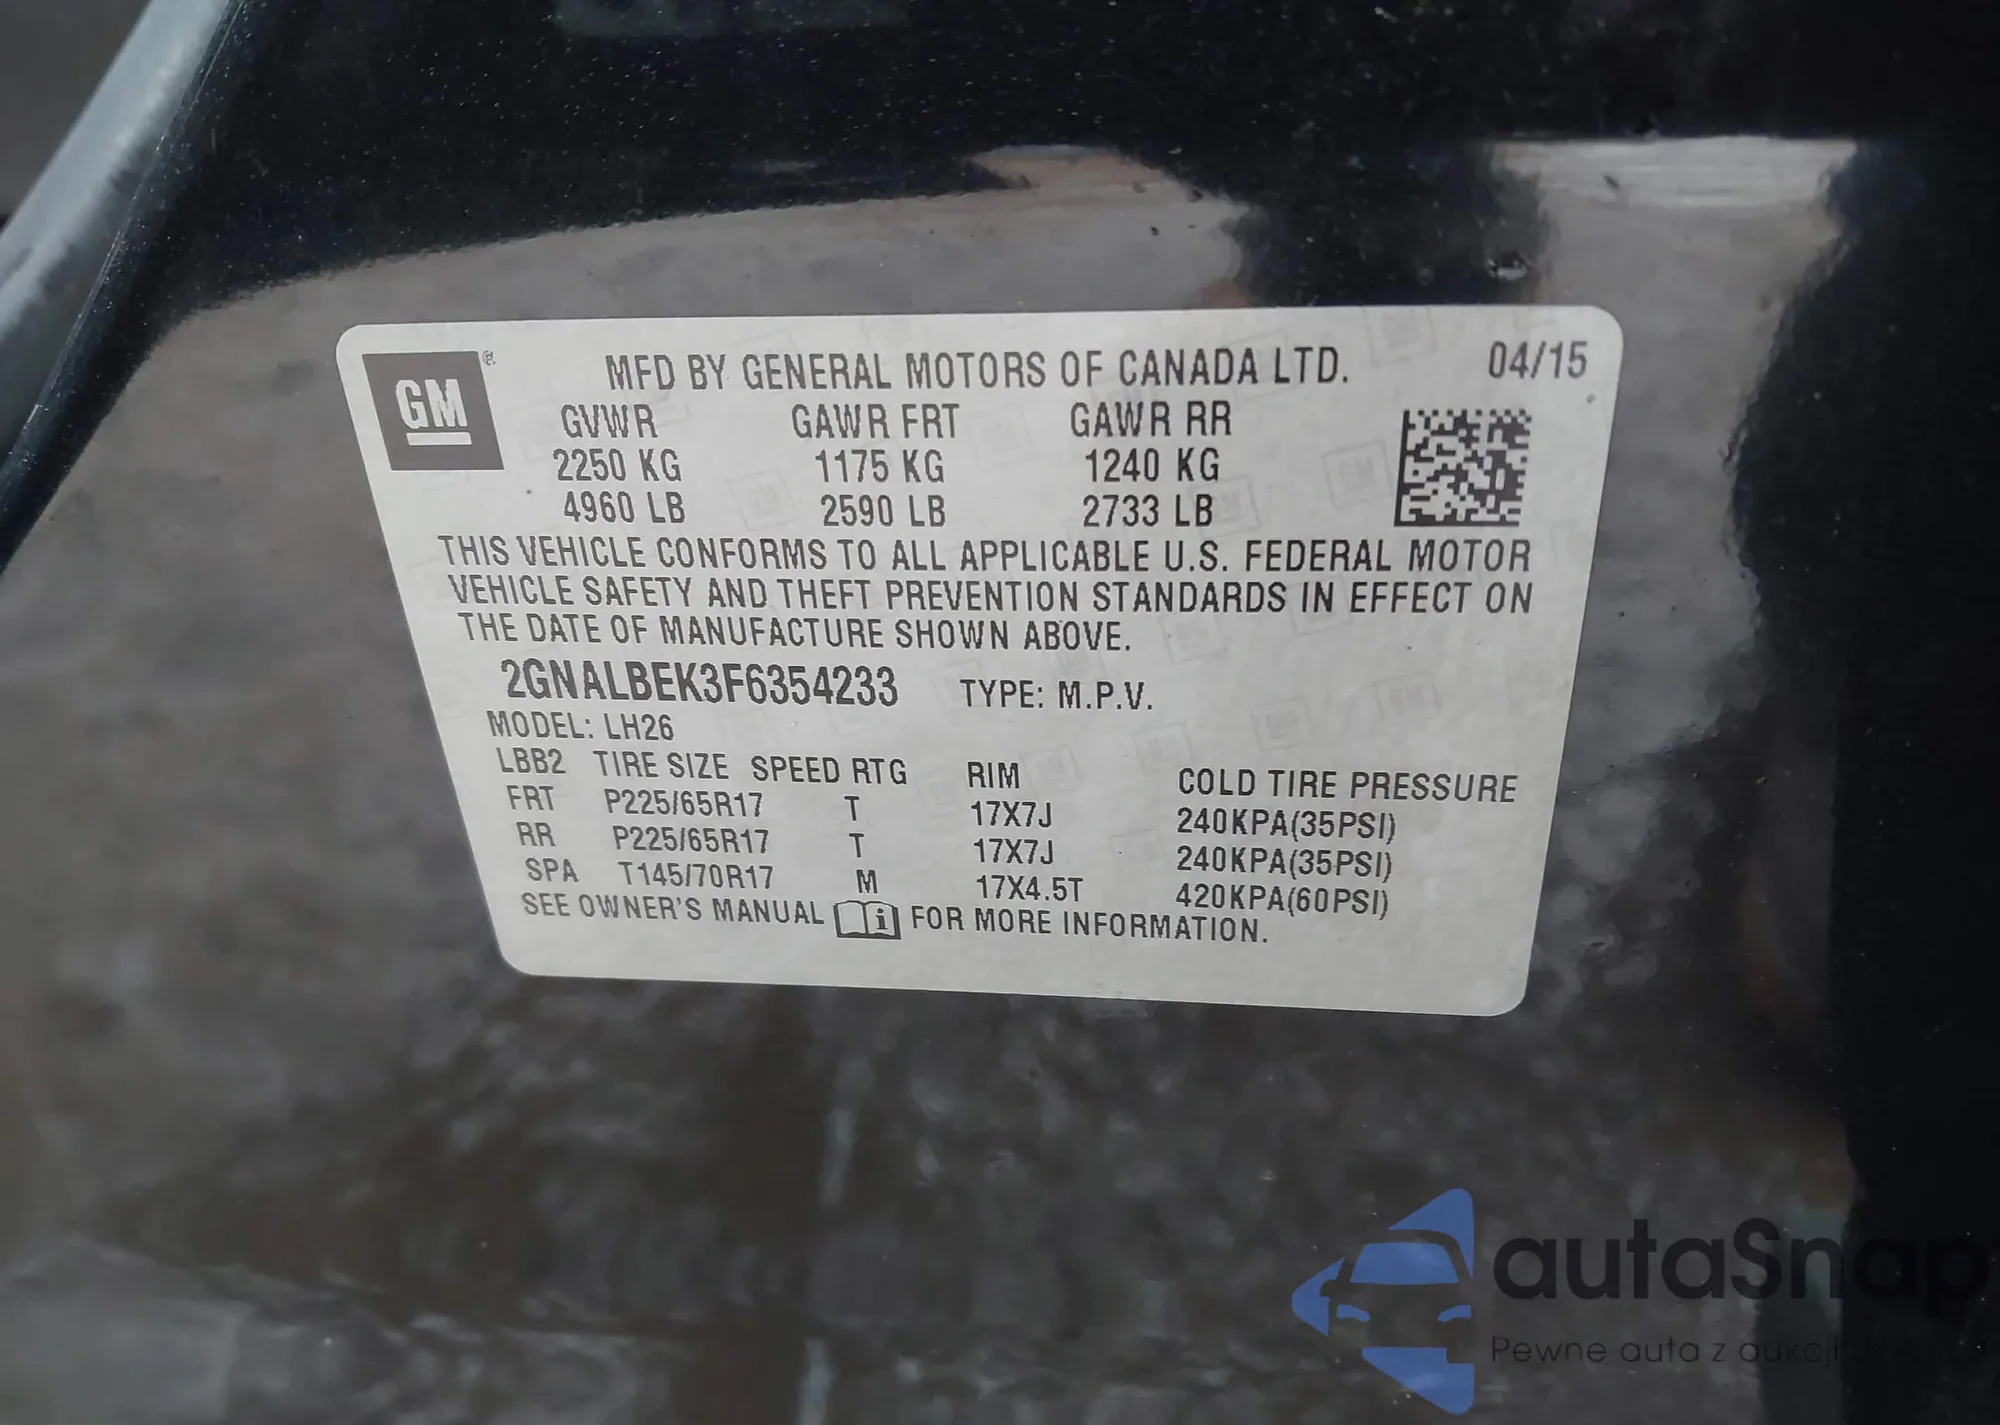 GM ®
MFD BY GENERAL MOTORS OF CANADA LTD. 04/15
GVWR GAWR FRT GAWR RR
2250 KG 1175 KG 1240 KG
4960 LB 2590 LB 2733 LB
THIS VEHICLE CONFORMS TO ALL APPLICABLE U.S. FEDERAL MOTOR
VEHICLE SAFETY AND THEFT PREVENTION STANDARDS IN EFFECT ON
THE DATE OF MANUFACTURE SHOWN ABOVE.
2GNALBEK3F6354233 TYPE: M.P.V.
MODEL: LH26
LBB2 TIRE SIZE SPEED RTG RIM COLD TIRE PRESSURE
FRT P225/65R17 T 17X7J 240KPA(35PSI)
RR P225/65R17 T 17X7J 240KPA(35PSI)
SPA T145/70R17 M 17X4.5T 420KPA(60PSI)
SEE OWNER'S MANUAL i FOR MORE INFORMATION.
autaSnap
Pewne auta z aukcji